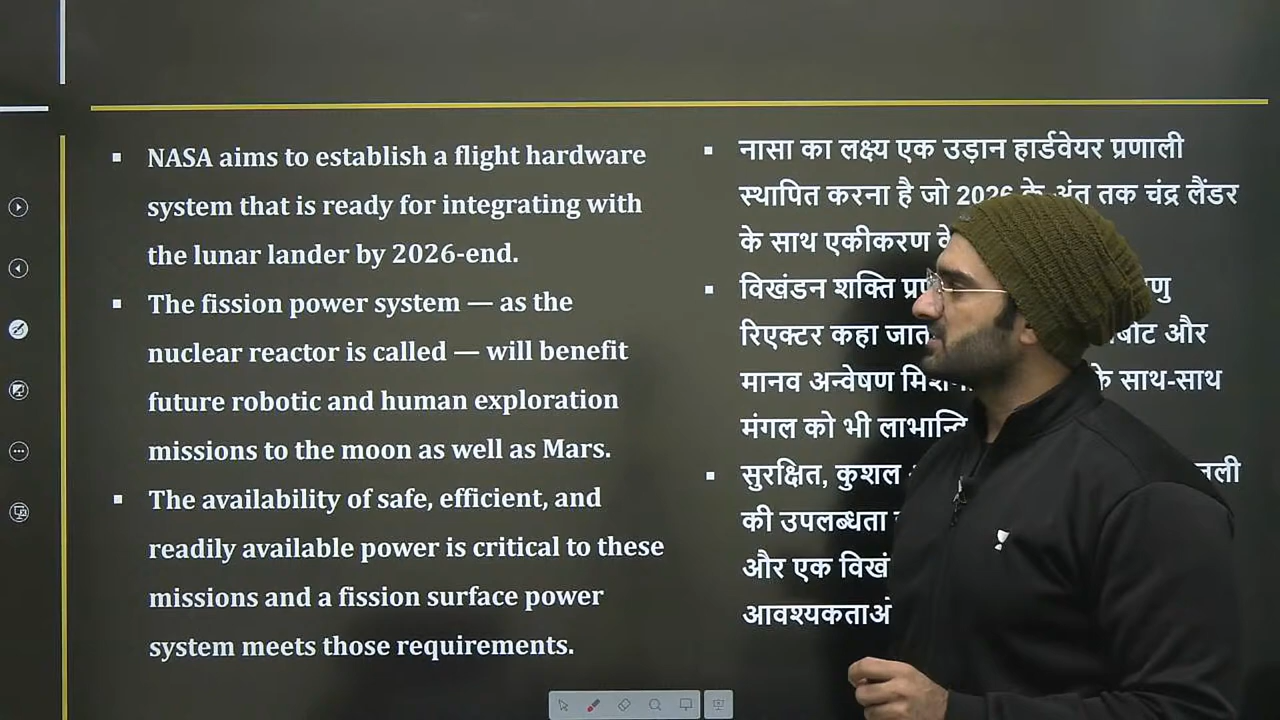 NASA aims to establish a flight hardware
system that is ready for integrating with
the lunar lander by 2026-end.
The fission power system — as the
nuclear reactor is called — will benefit
future robotic and human exploration
missions to the moon as well as Mars.
The availability of safe, efficient, and
readily available power is critical to these
missions and a fission surface power
system meets those requirements.
नासा का लक्ष्य एक उड़ान हार्डवेयर प्रणाली
स्थापित करना है जो 2026 के अंत तक चंद्र लैंडर
के साथ एकीकरण
विखंडन शक्ति
रिएक्टर कहा और
मानव अन्वेषण के साथ-साथ
मंगल को भी
सुरक्षित, कुशल
की उपलब्धता
और एक